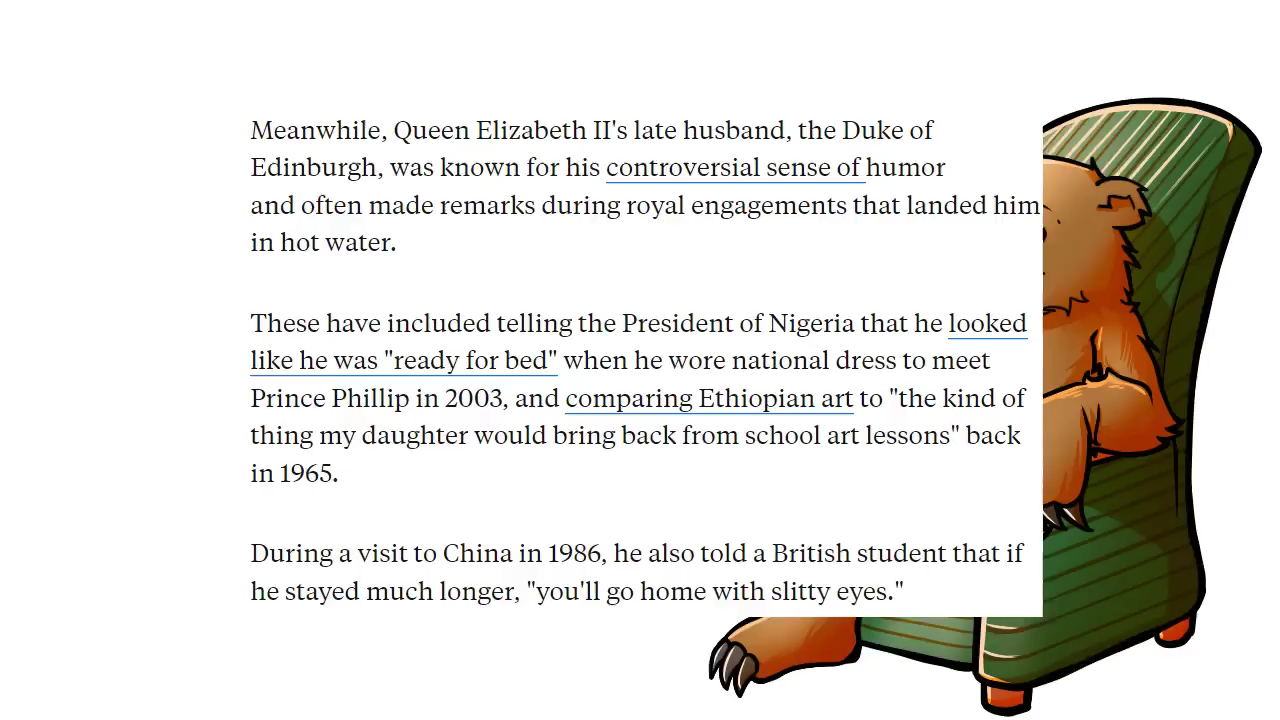 Meanwhile, Queen Elizabeth II's late husband, the Duke of
Edinburgh, was known for his controversial sense of humor
and often made remarks during royal engagements that landed him
in hot water.
These have included telling the President of Nigeria that he looked
like he was "ready for bed" when he wore national dress to meet
Prince Phillip in 2003, and comparing Ethiopian art to "the kind of
thing my daughter would bring back from school art lessons" back
in 1965.
During a visit to China in 1986, he also told a British student that if
he stayed much longer, "you'll go home with slitty eyes."